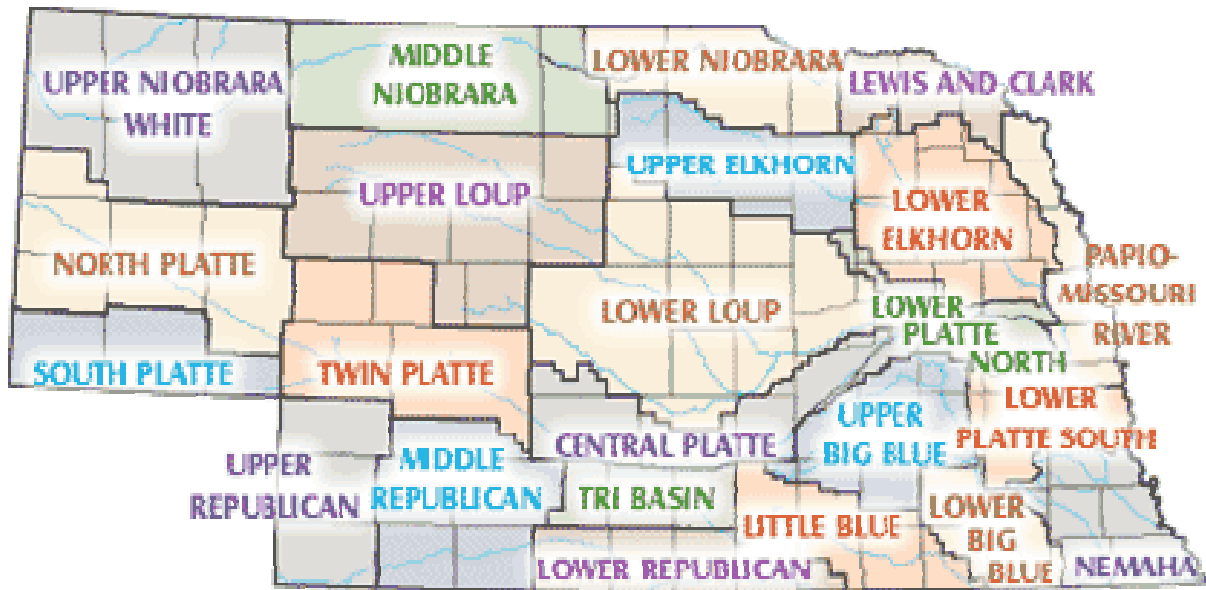 UPPER NIOBRARA
WHITE
MIDDLE
NIOBRARA
LOWER NIOBRARA
LEWIS AND CLARK
UPPER ELKHORN
UPPER LOUP
LOWER
ELKHORN
NORTH PLATTE
PAPIO-
MISSOURI
RIVER
LOWER LOUP
LOWER
PLATTE
NORTH
SOUTH PLATTE
TWIN PLATTE
LOWER
PLATTE SOUTH
UPPER
BIG BLUE
CENTRAL PLATTE
UPPER
REPUBLICAN
MIDDLE
REPUBLICAN
TRI BASIN
LITTLE BLUE
LOWER
BIG
BLUE
LOWER REPUBLICAN
NEMAHA